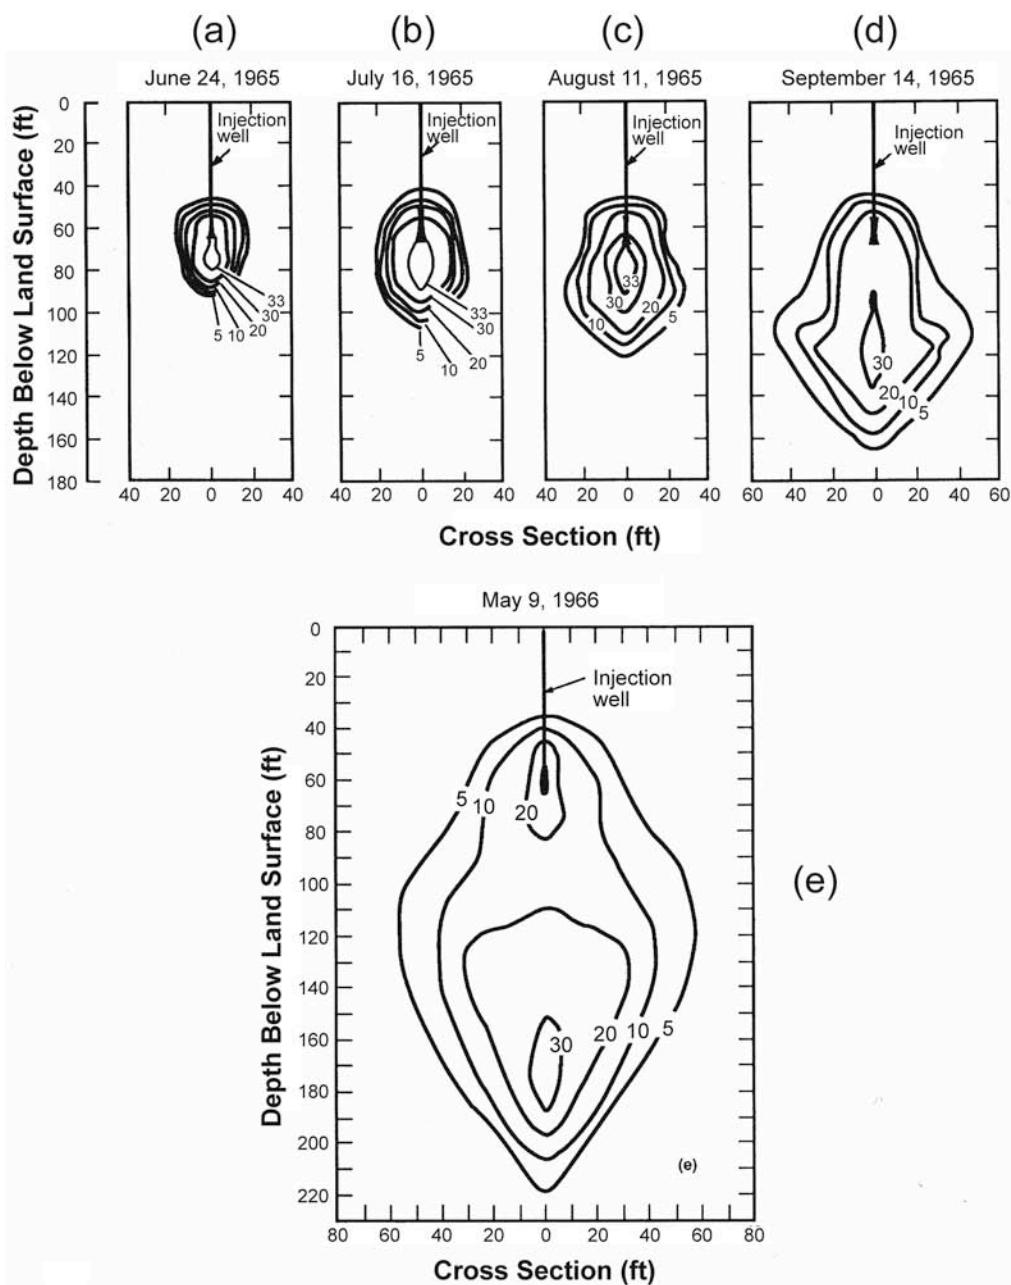 (a) (b) (c) (d)
June 24, 1965 July 16, 1965 August 11, 1965 September 14, 1965
Depth Below Land Surface (ft)
0
20
40
60
80
100
120
140
160
180
Injection
well
33
30
20
10
5
40 20 0 20 40
Injection
well
33
30
20
10
5
40 20 0 20 40
Injection
well
33
30 20
10 5
40 20 0 20 40
Injection
well
30
20 10 5
60 40 20 0 20 40 60
Cross Section (ft)
May 9, 1966
Depth Below Land Surface (ft)
0
20
40
60
80
100
120
140
160
180
200
220
Injection
well
5 10 20
30 20 10 5
(e)
(e)
80 60 40 20 0 20 40 60 80
Cross Section (ft)